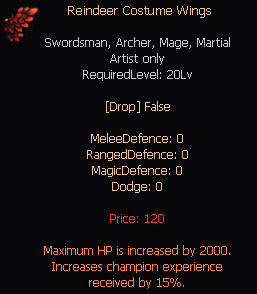 Reindeer Costume Wings
Swordsman, Archer, Mage, Martial
Artist only
RequiredLevel: 20Lv
[Drop] False
MeleeDefence: 0
RangedDefence: 0
MagicDefence: 0
Dodge: 0
Price: 120
Maximum HP is increased by 2000.
Increases champion experience
received by 15%.